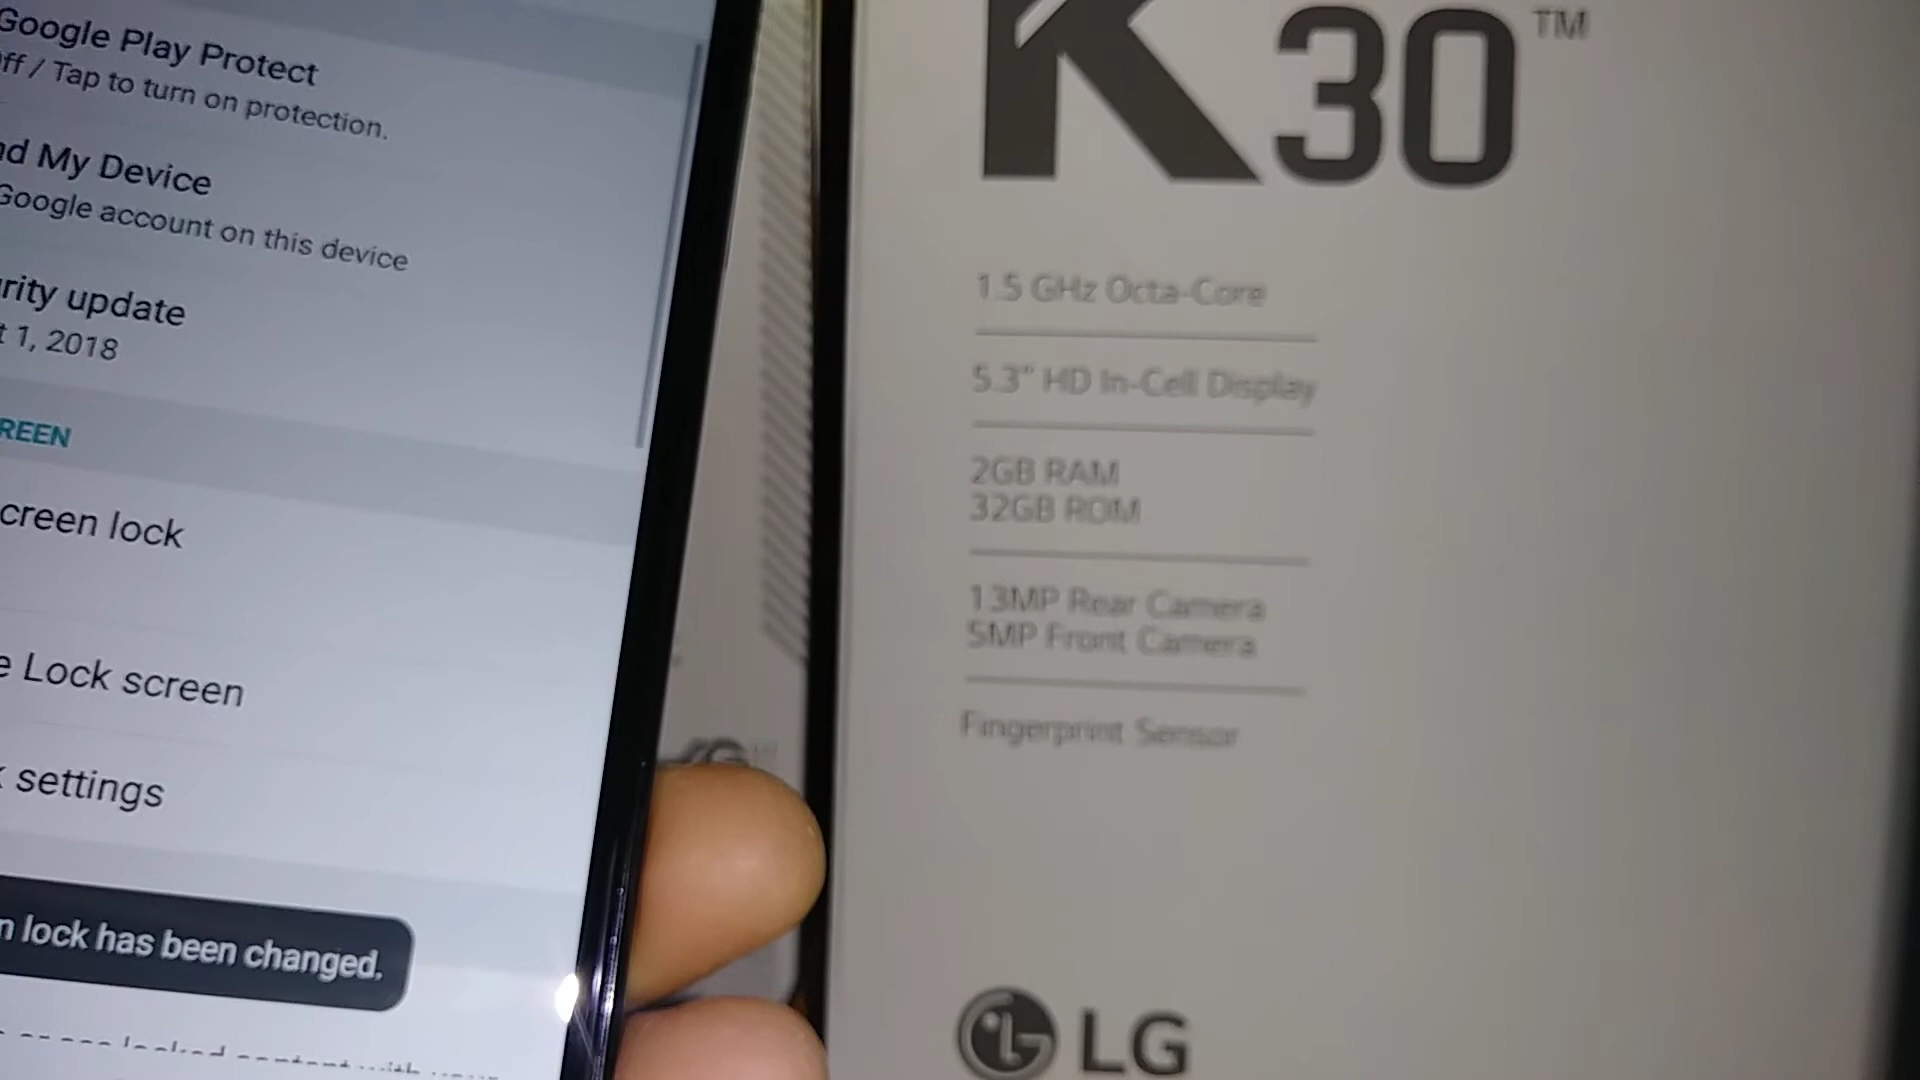 Google Play Protect
ff / Tap to turn on protection.
nd My Device
Google account on this device
rity update
t 1, 2018
REEN
creen lock
e Lock screen
settings
n lock has been changed.
K30™
1.5 GHz Octa-Core
5.3" HD In-Cell Display
2GB RAM
32GB ROM
13MP Rear Camera
5MP Front Camera
Fingerprint Sensor
LG